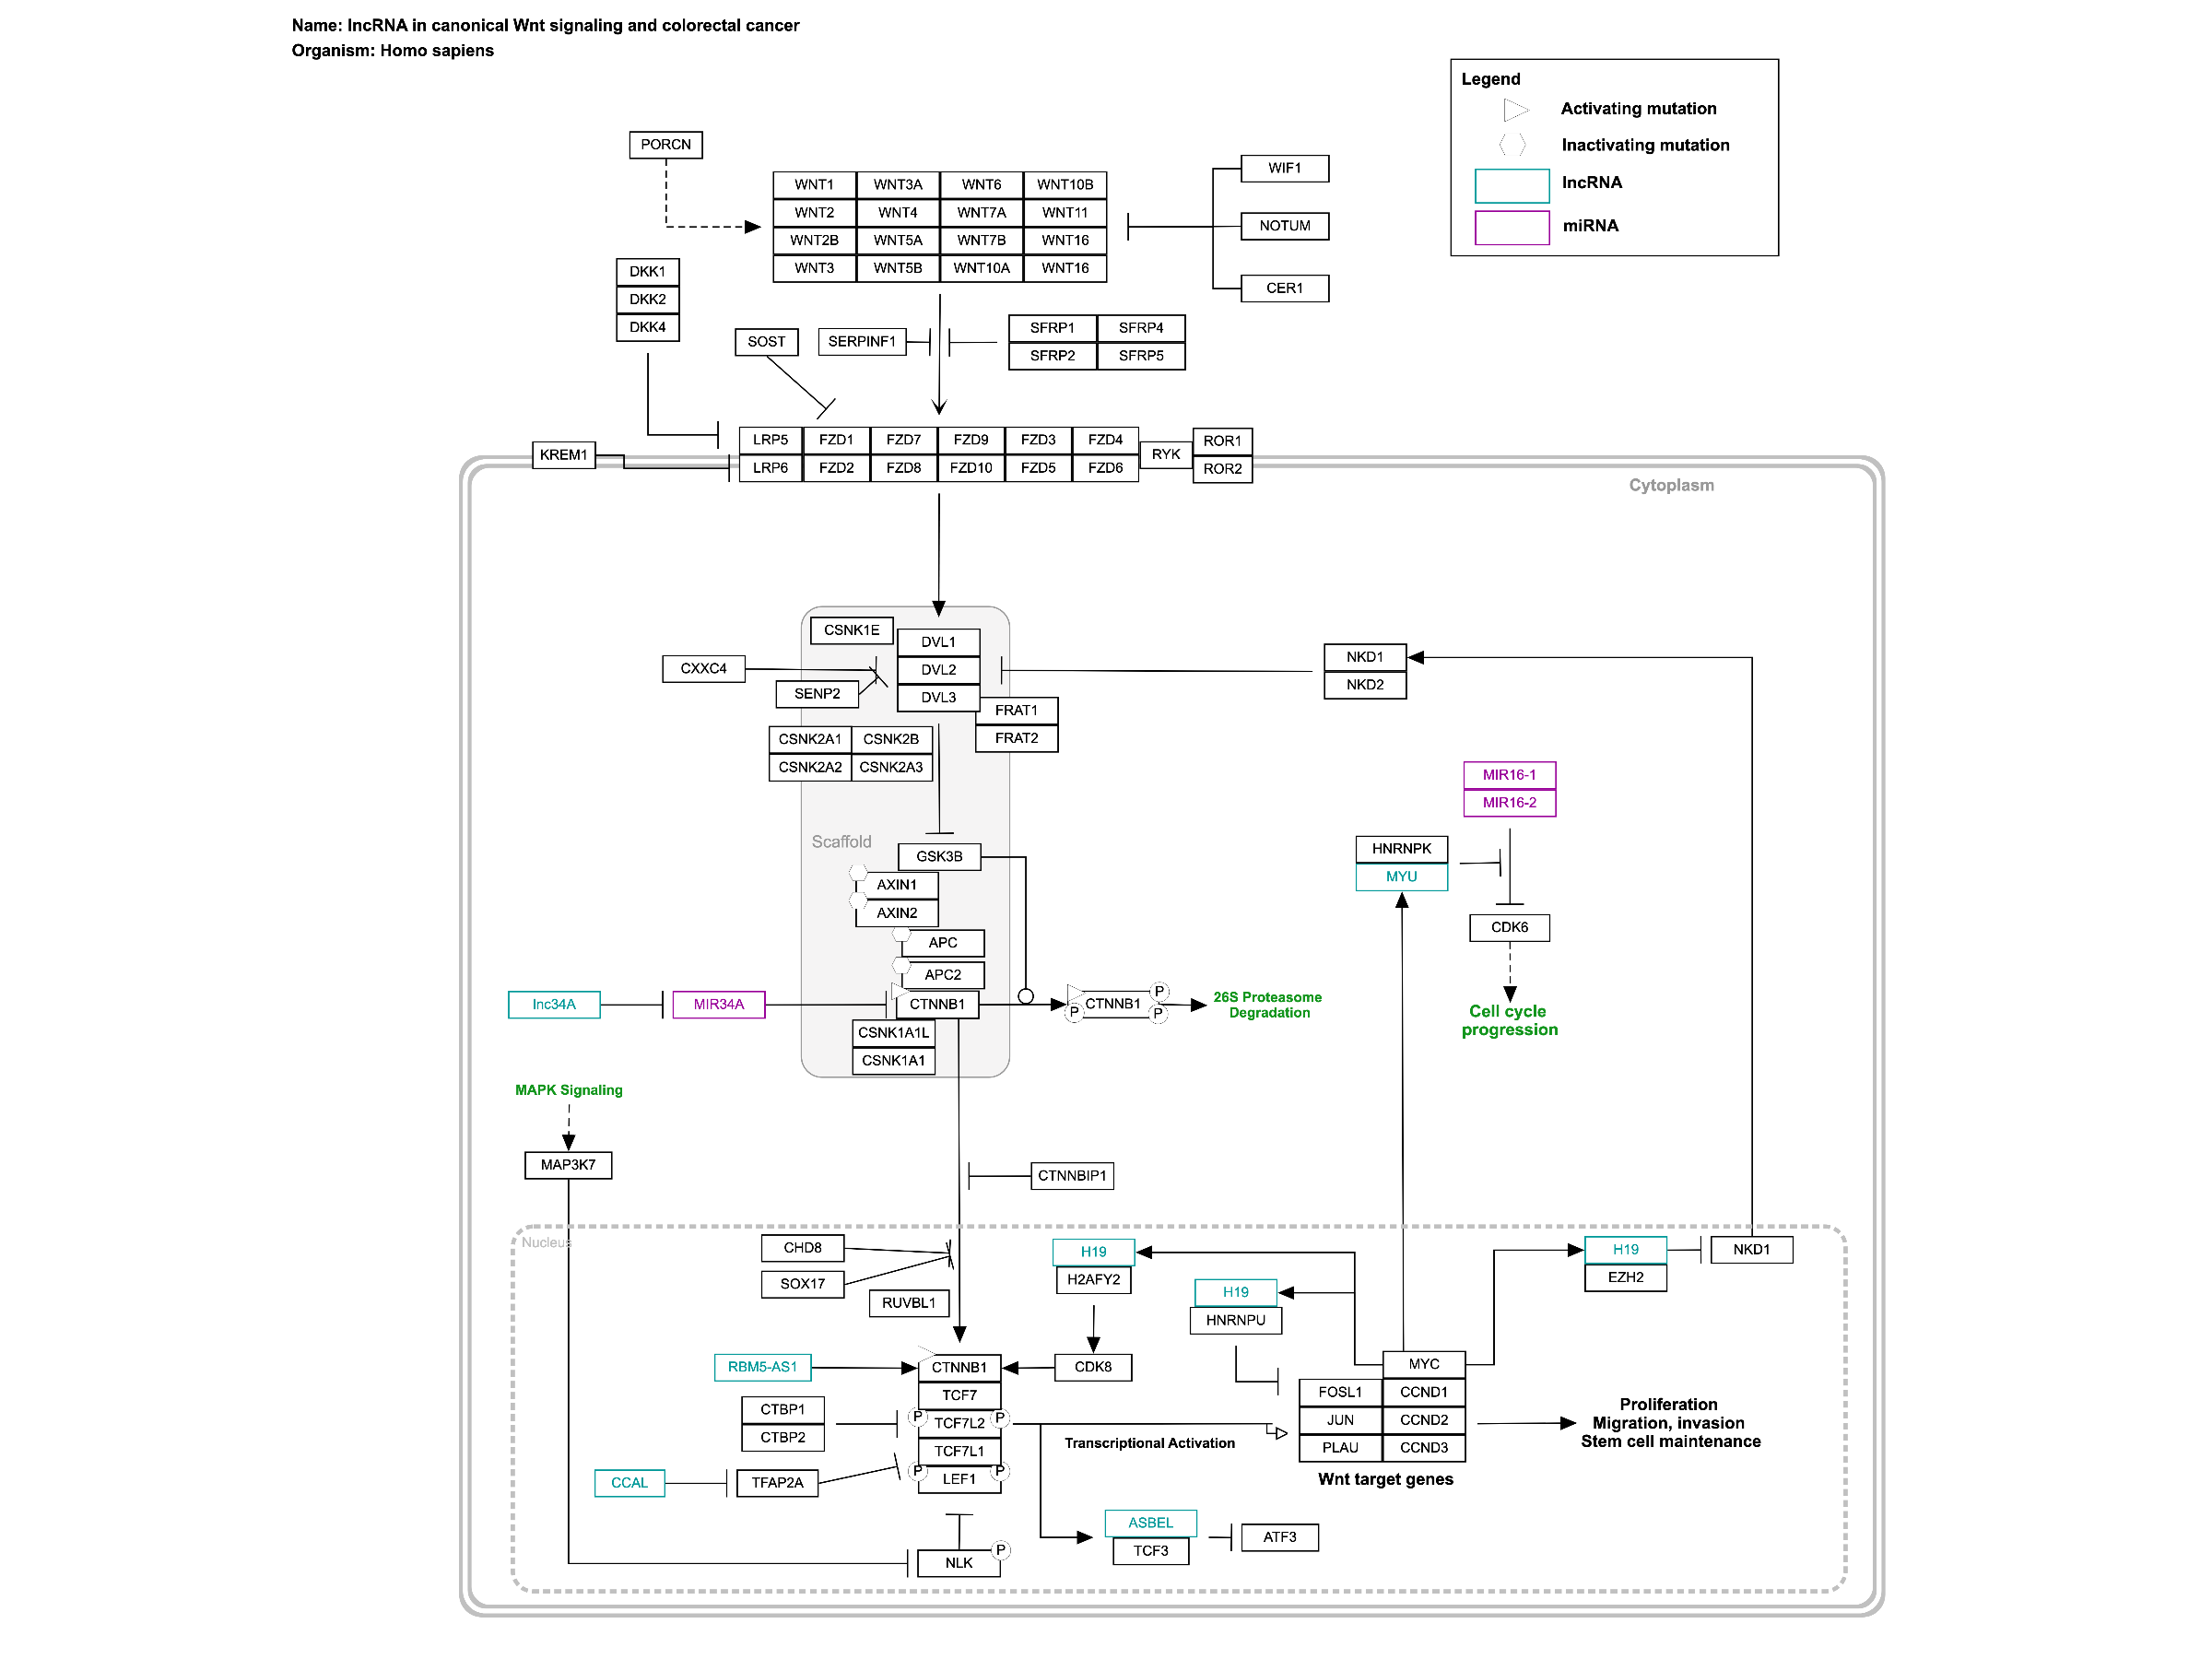 Name: lncRNA in canonical Wnt signaling and colorectal cancer
Organism: Homo sapiens
Legend
Activating mutation
Inactivating mutation
lncRNA
miRNA
PORCN
WNT1 WNT3A WNT6 WNT10B
WNT2 WNT4 WNT7A WNT11
WNT2B WNT5A WNT7B WNT16
WNT3 WNT5B WNT10A WNT16
WIF1
NOTUM
CER1
DKK1
DKK2
DKK4
SOST
SERPINF1
SFRP1 SFRP4
SFRP2 SFRP5
KREM1
LRP5 FZD1 FZD7 FZD9 FZD3 FZD4
LRP6 FZD2 FZD8 FZD10 FZD5 FZD6
RYK
ROR1
ROR2
Cytoplasm
CSNK1E
DVL1
DVL2
DVL3
CXXC4
SENP2
FRAT1
FRAT2
NKD1
NKD2
CSNK2A1 CSNK2B
CSNK2A2 CSNK2A3
MIR16-1
MIR16-2
Scaffold
GSK3B
HNRNPK
MYU
AXIN1
AXIN2
CDK6
APC
APC2
lnc34A
MIR34A
CTNNB1
CTNNB1
P
P
P
26S Proteasome
Degradation
Cell cycle
progression
CSNK1A1L
CSNK1A1
MAPK Signaling
MAP3K7
CTNNBIP1
Nucleus
CHD8
SOX17
RUVBL1
H19
H2AFY2
H19
HNRNPU
H19
EZH2
NKD1
RBM5-AS1
CTNNB1
CDK8
TCF7
P TCF7L2 P
TCF7L1
P LEF1 P
CTBP1
CTBP2
CCAL
TFAP2A
MYC
FOSL1 CCND1
JUN CCND2
PLAU CCND3
Transcriptional Activation
Wnt target genes
Proliferation
Migration, invasion
Stem cell maintenance
ASBEL
TCF3
ATF3
NLK
P